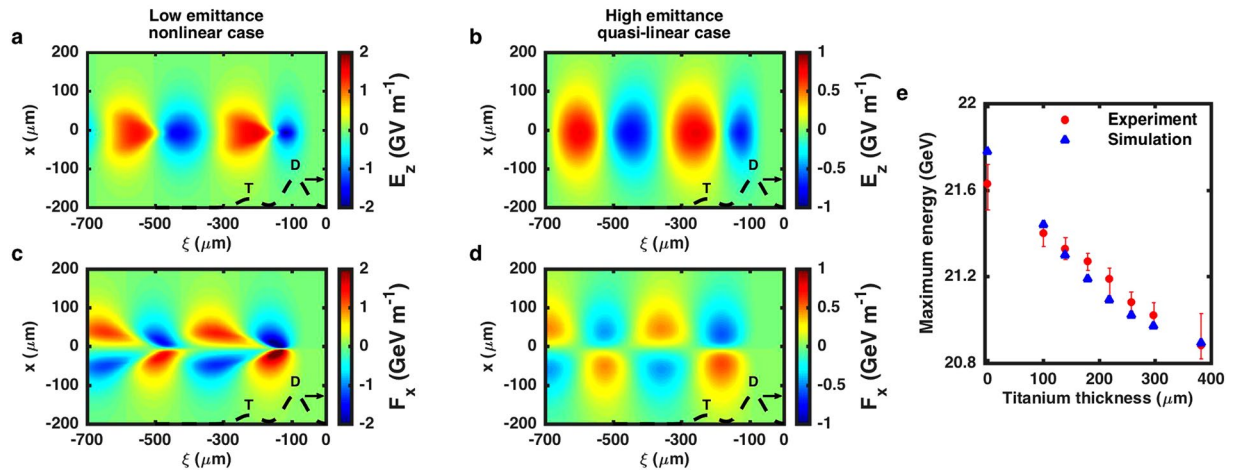 Low emittance
nonlinear case
High emittance
quasi-linear case
a
200
100
0
-100
-200
x (μm)
-700
-500
-300
-100
0
ξ (μm)
T
D
2
1
0
-1
-2
E_z (GV m⁻¹)
b
200
100
0
-100
-200
x (μm)
-700
-500
-300
-100
0
ξ (μm)
T
D
1
0.5
0
-0.5
-1
E_z (GV m⁻¹)
c
200
100
0
-100
-200
x (μm)
-700
-500
-300
-100
0
ξ (μm)
T
D
2
1
0
-1
-2
F_x (GeV m⁻¹)
d
200
100
0
-100
-200
x (μm)
-700
-500
-300
-100
0
ξ (μm)
T
D
1
0.5
0
-0.5
-1
F_x (GeV m⁻¹)
e
22
21.6
21.2
20.8
Maximum energy (GeV)
Experiment
Simulation
0
100
200
300
400
Titanium thickness (μm)